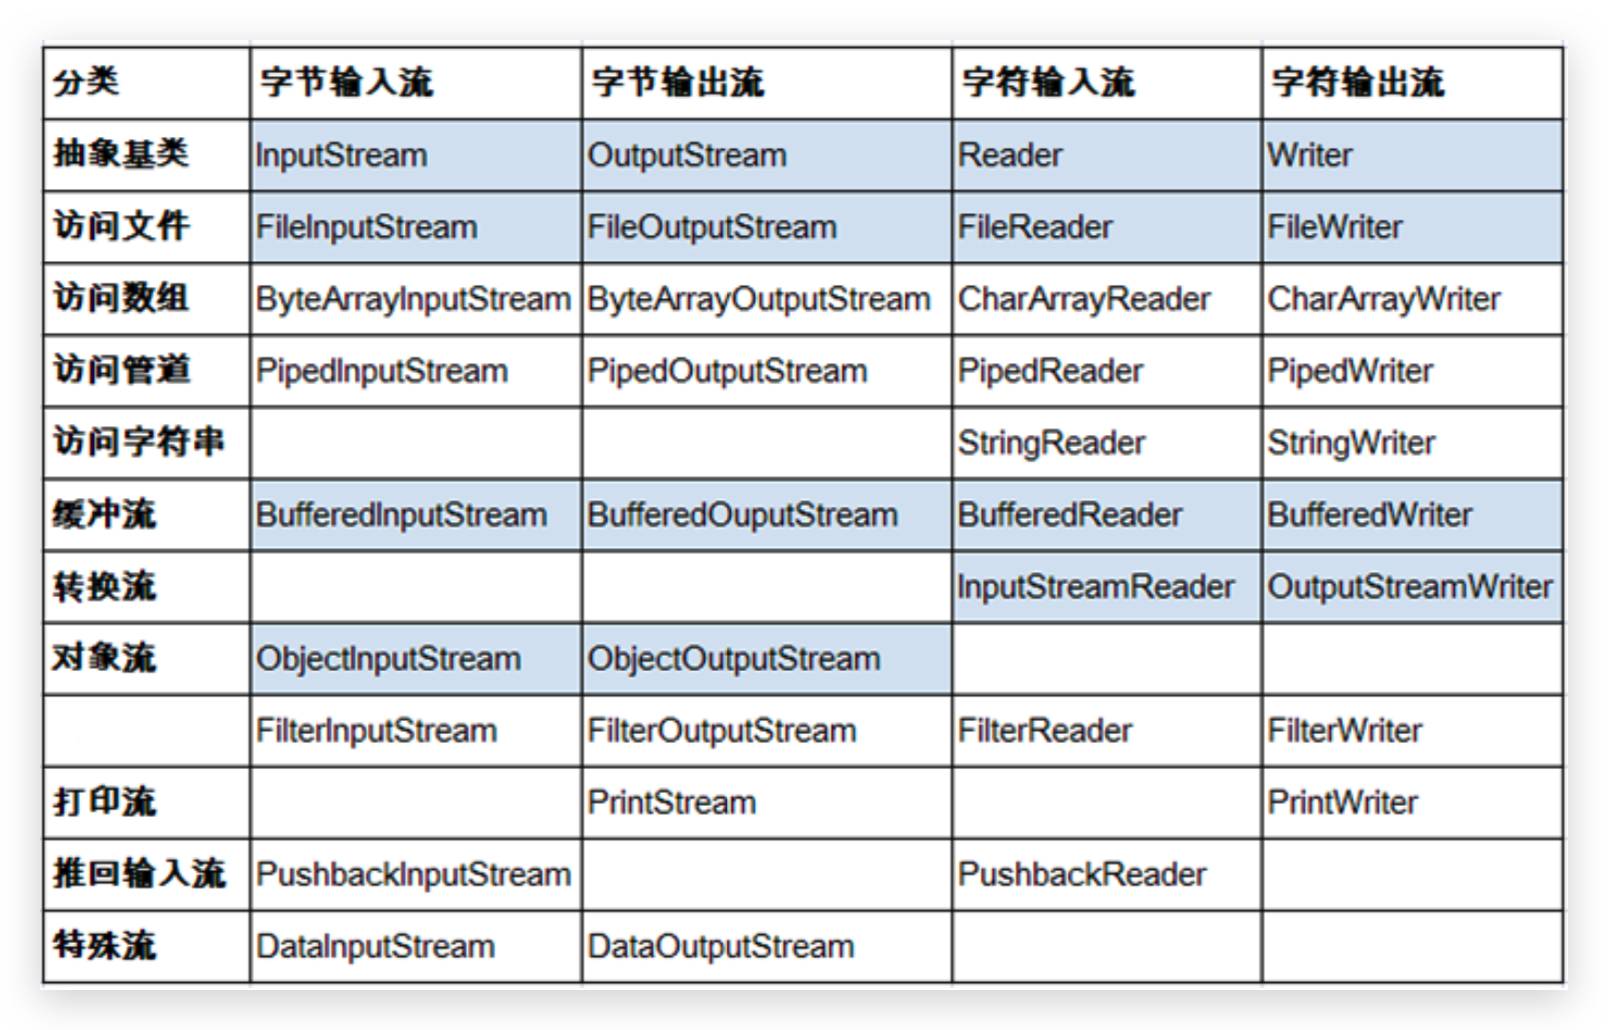 分类 字节输入流 字节输出流 字符输入流 字符输出流
抽象基类 InputStream OutputStream Reader Writer
访问文件 FileInputStream FileOutputStream FileReader FileWriter
访问数组 ByteArrayInputStream ByteArrayOutputStream CharArrayReader CharArrayWriter
访问管道 PipedInputStream PipedOutputStream PipedReader PipedWriter
访问字符串 StringReader StringWriter
缓冲流 BufferedInputStream BufferedOuputStream BufferedReader BufferedWriter
转换流 InputStreamReader OutputStreamWriter
对象流 ObjectInputStream ObjectOutputStream
FilterInputStream FilterOutputStream FilterReader FilterWriter
打印流 PrintStream PrintWriter
推回输入流 PushbackInputStream PushbackReader
特殊流 DataInputStream DataOutputStream